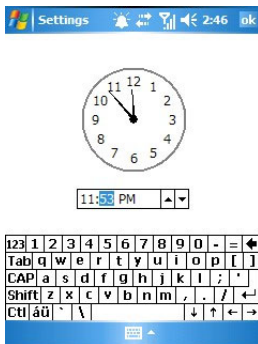 Settings 2:46 ok
11 12 1
10 2
9 3
8 4
7 6 5
11:53 PM
123 1 2 3 4 5 6 7 8 9 0 - =
Tab q w e r t y u i o p [ ]
CAP a s d f g h j k l ; '
Shift z x c v b n m , . /
Ctl áü ` \